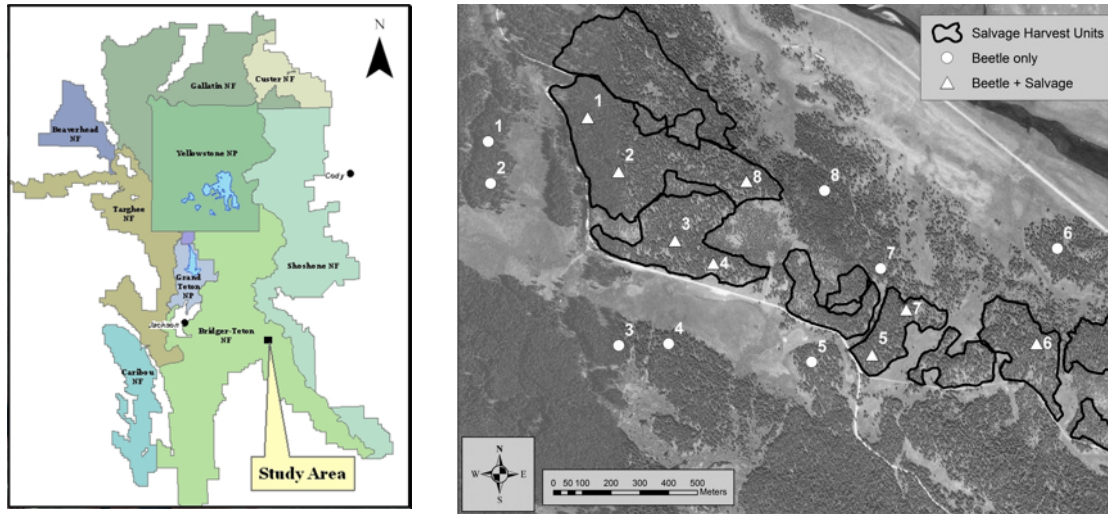 N
Gallatin NF
Custer NF
Beaverhead
NF
Yellowstone NP
Cody
Targhee
NF
Shoshone NF
Grand
Teton
NP
Jackson
Bridger-Teton
NF
Caribou
NF
Study Area
Salvage Harvest Units
Beetle only
Beetle + Salvage
1
1
2
2
8
8
3
4
6
7
7
3
4
5
5
6
N
W
E
S
0 50 100 200 300 400 500
Meters